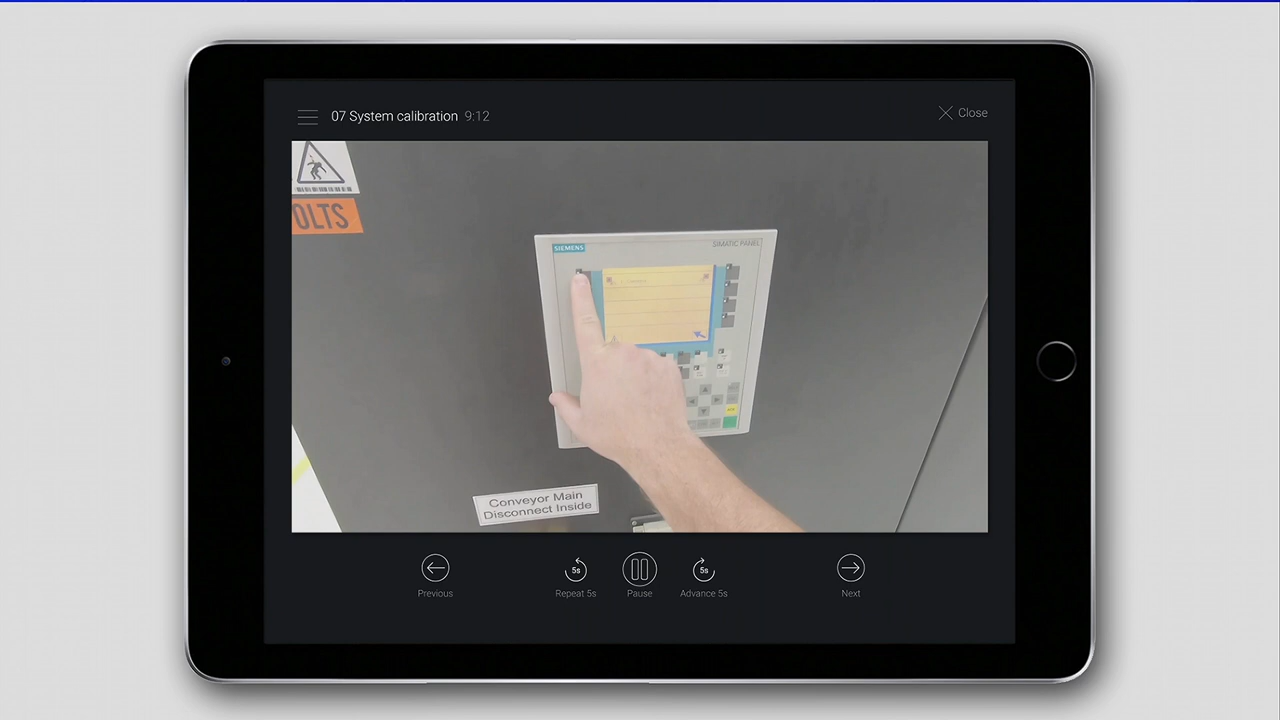 07 System calibration 9:12
Close
OLTS
SIEMENS
SIMATIC PANEL
Conveyor Main
Disconnect Inside
5s
5s
Previous
Repeat 5s
Pause
Advance 5s
Next